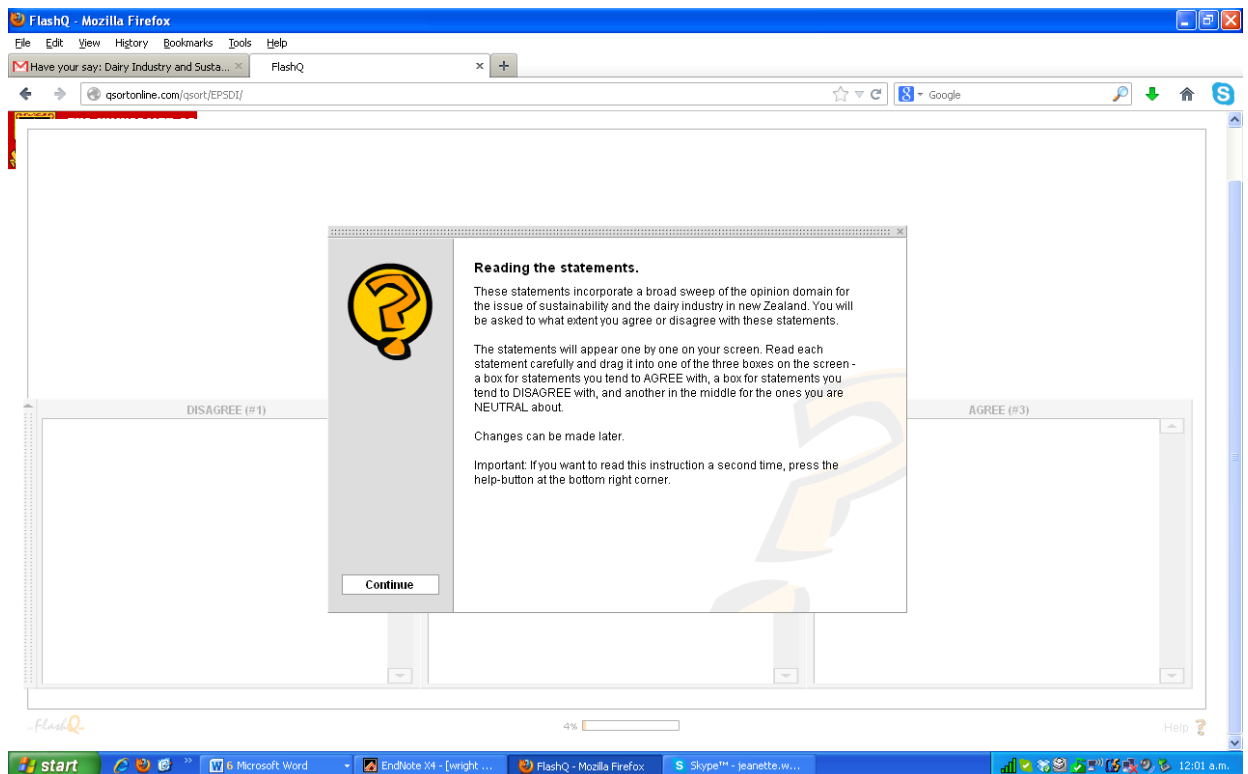 FlashQ - Mozilla Firefox
File Edit View History Bookmarks Tools Help
Have your say: Dairy Industry and Susta... FlashQ
qsortonline.com/qsort/EPSDI/ Google
Reading the statements.
These statements incorporate a broad sweep of the opinion domain for
the issue of sustainability and the dairy industry in new Zealand. You will
be asked to what extent you agree or disagree with these statements.
The statements will appear one by one on your screen. Read each
statement carefully and drag it into one of the three boxes on the screen -
a box for statements you tend to AGREE with, a box for statements you
tend to DISAGREE with, and another in the middle for the ones you are
NEUTRAL about.
Changes can be made later.
Important: If you want to read this instruction a second time, press the
help-button at the bottom right corner.
Continue
DISAGREE (#1) AGREE (#3)
FlashQ 4% Help
start 6 Microsoft Word EndNote X4 - [wright ... FlashQ - Mozilla Firefox Skype™ - jeanette.w... 12:01 a.m.